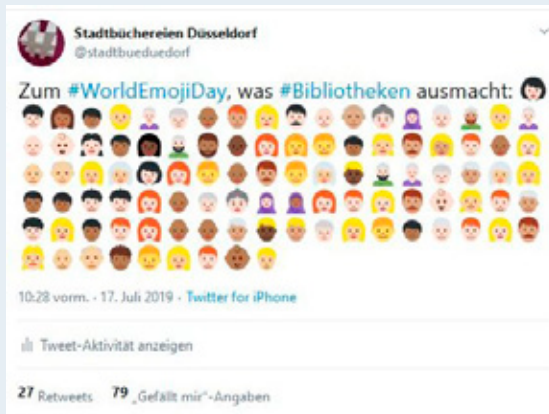 Stadtbüchereien Düsseldorf
@stadtbueduedorf
Zum #WorldEmojiDay, was #Bibliotheken ausmacht:
10:28 vorm. · 17. Juli 2019 · Twitter for iPhone
Tweet-Aktivität anzeigen
27 Retweets 79 „Gefällt mir“-Angaben